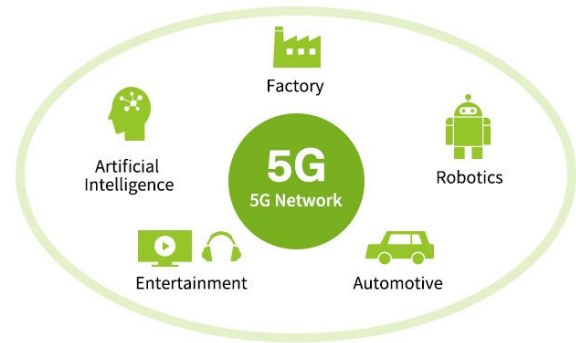 Factory
Artificial
Intelligence
5G
5G Network
Robotics
Entertainment
Automotive